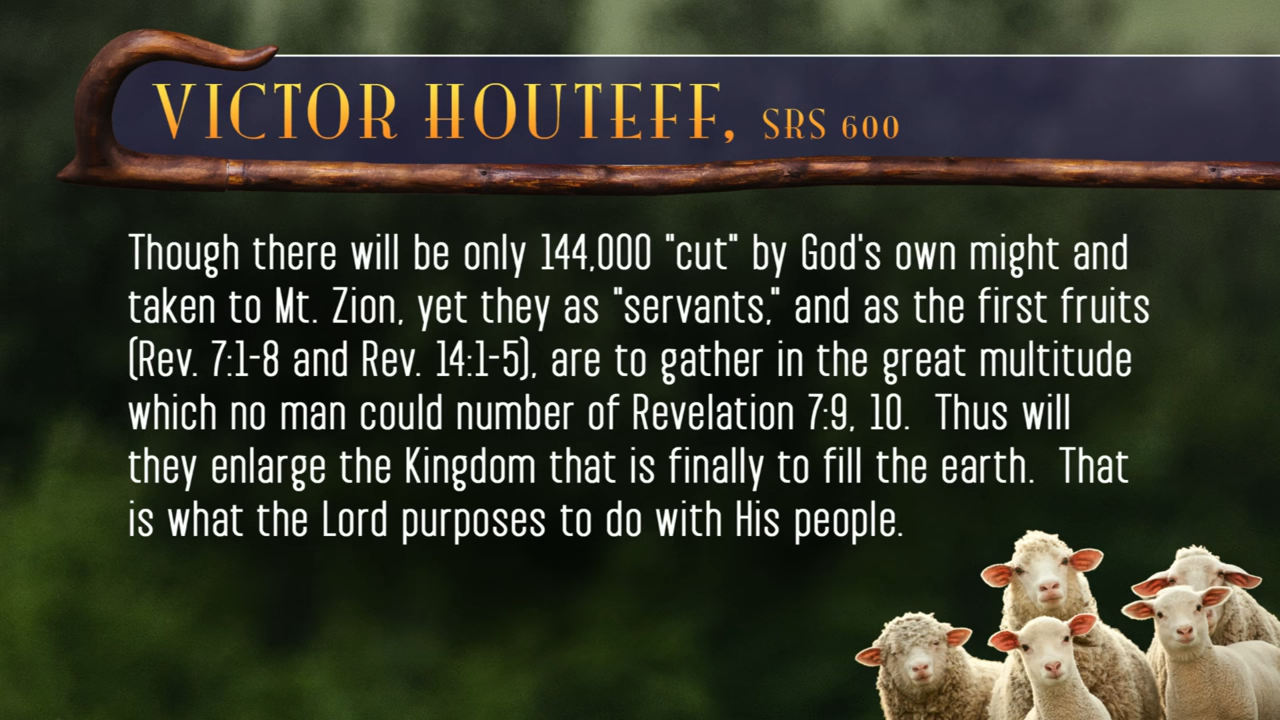 VICTOR HOUTEFF, SRS 600
Though there will be only 144,000 "cut" by God's own might and
taken to Mt. Zion, yet they as "servants," and as the first fruits
(Rev. 7:1-8 and Rev. 14:1-5), are to gather in the great multitude
which no man could number of Revelation 7:9, 10.  Thus will
they enlarge the Kingdom that is finally to fill the earth.  That
is what the Lord purposes to do with His people.